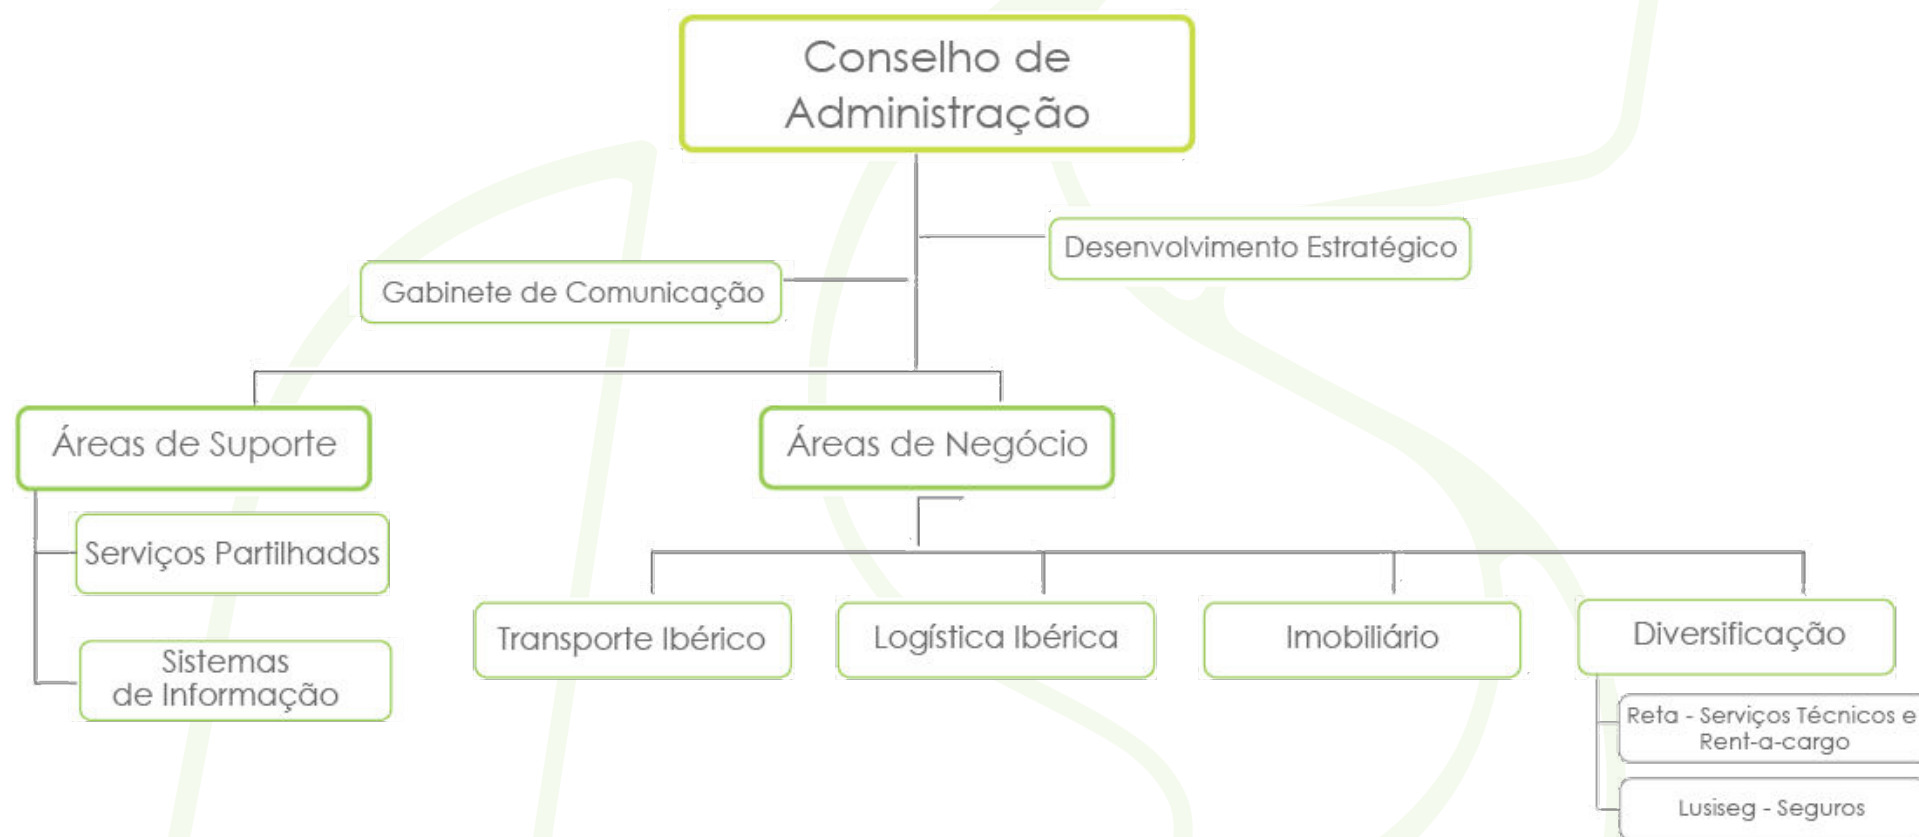 Conselho de
Administração
Desenvolvimento Estratégico
Gabinete de Comunicação
Áreas de Suporte
Áreas de Negócio
Serviços Partilhados
Sistemas
de Informação
Transporte Ibérico
Logística Ibérica
Imobiliário
Diversificação
Reta - Serviços Técnicos e
Rent-a-cargo
Lusiseg - Seguros